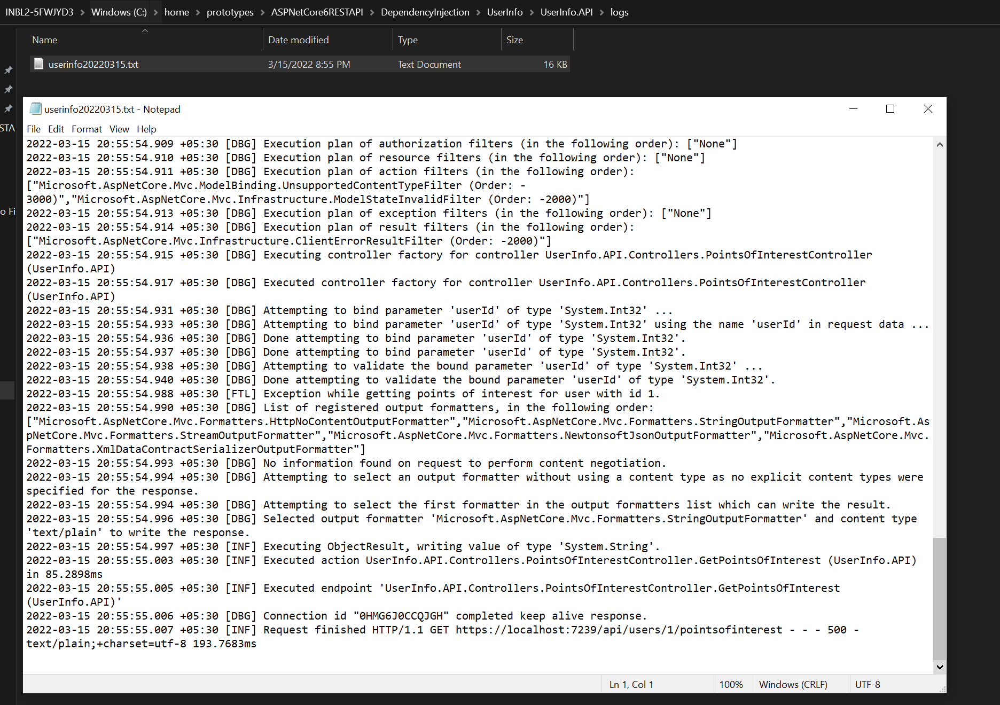 INBL2-5FWJYD3 > Windows (C:) > home > prototypes > ASPNetCore6RESTAPI > DependencyInjection > UserInfo > UserInfo.API > logs
Name Date modified Type Size
userinfo20220315.txt 3/15/2022 8:55 PM Text Document 16 KB
STA
o Fi
userinfo20220315.txt - Notepad
File Edit Format View Help
2022-03-15 20:55:54.909 +05:30 [DBG] Execution plan of authorization filters (in the following order): ["None"]
2022-03-15 20:55:54.910 +05:30 [DBG] Execution plan of resource filters (in the following order): ["None"]
2022-03-15 20:55:54.911 +05:30 [DBG] Execution plan of action filters (in the following order):
["Microsoft.AspNetCore.Mvc.ModelBinding.UnsupportedContentTypeFilter (Order: -
3000)","Microsoft.AspNetCore.Mvc.Infrastructure.ModelStateInvalidFilter (Order: -2000)"]
2022-03-15 20:55:54.913 +05:30 [DBG] Execution plan of exception filters (in the following order): ["None"]
2022-03-15 20:55:54.914 +05:30 [DBG] Execution plan of result filters (in the following order):
["Microsoft.AspNetCore.Mvc.Infrastructure.ClientErrorResultFilter (Order: -2000)"]
2022-03-15 20:55:54.915 +05:30 [DBG] Executing controller factory for controller UserInfo.API.Controllers.PointsOfInterestController
(UserInfo.API)
2022-03-15 20:55:54.917 +05:30 [DBG] Executed controller factory for controller UserInfo.API.Controllers.PointsOfInterestController
(UserInfo.API)
2022-03-15 20:55:54.931 +05:30 [DBG] Attempting to bind parameter 'userId' of type 'System.Int32' ...
2022-03-15 20:55:54.933 +05:30 [DBG] Attempting to bind parameter 'userId' of type 'System.Int32' using the name 'userId' in request data ...
2022-03-15 20:55:54.936 +05:30 [DBG] Done attempting to bind parameter 'userId' of type 'System.Int32'.
2022-03-15 20:55:54.937 +05:30 [DBG] Done attempting to bind parameter 'userId' of type 'System.Int32'.
2022-03-15 20:55:54.938 +05:30 [DBG] Attempting to validate the bound parameter 'userId' of type 'System.Int32' ...
2022-03-15 20:55:54.940 +05:30 [DBG] Done attempting to validate the bound parameter 'userId' of type 'System.Int32'.
2022-03-15 20:55:54.988 +05:30 [FTL] Exception while getting points of interest for user with id 1.
2022-03-15 20:55:54.990 +05:30 [DBG] List of registered output formatters, in the following order:
["Microsoft.AspNetCore.Mvc.Formatters.HttpNoContentOutputFormatter","Microsoft.AspNetCore.Mvc.Formatters.StringOutputFormatter","Microsoft.As
pNetCore.Mvc.Formatters.StreamOutputFormatter","Microsoft.AspNetCore.Mvc.Formatters.NewtonsoftJsonOutputFormatter","Microsoft.AspNetCore.Mvc.
Formatters.XmlDataContractSerializerOutputFormatter"]
2022-03-15 20:55:54.993 +05:30 [DBG] No information found on request to perform content negotiation.
2022-03-15 20:55:54.994 +05:30 [DBG] Attempting to select an output formatter without using a content type as no explicit content types were
specified for the response.
2022-03-15 20:55:54.994 +05:30 [DBG] Attempting to select the first formatter in the output formatters list which can write the result.
2022-03-15 20:55:54.996 +05:30 [DBG] Selected output formatter 'Microsoft.AspNetCore.Mvc.Formatters.StringOutputFormatter' and content type
'text/plain' to write the response.
2022-03-15 20:55:54.997 +05:30 [INF] Executing ObjectResult, writing value of type 'System.String'.
2022-03-15 20:55:55.003 +05:30 [INF] Executed action UserInfo.API.Controllers.PointsOfInterestController.GetPointsOfInterest (UserInfo.API)
in 85.2898ms
2022-03-15 20:55:55.005 +05:30 [INF] Executed endpoint 'UserInfo.API.Controllers.PointsOfInterestController.GetPointsOfInterest
(UserInfo.API)'
2022-03-15 20:55:55.006 +05:30 [DBG] Connection id "0HMG6J0CCQJGH" completed keep alive response.
2022-03-15 20:55:55.007 +05:30 [INF] Request finished HTTP/1.1 GET https://localhost:7239/api/users/1/pointsofinterest - - - 500 -
text/plain;+charset=utf-8 193.7683ms
Ln 1, Col 1 100% Windows (CRLF) UTF-8